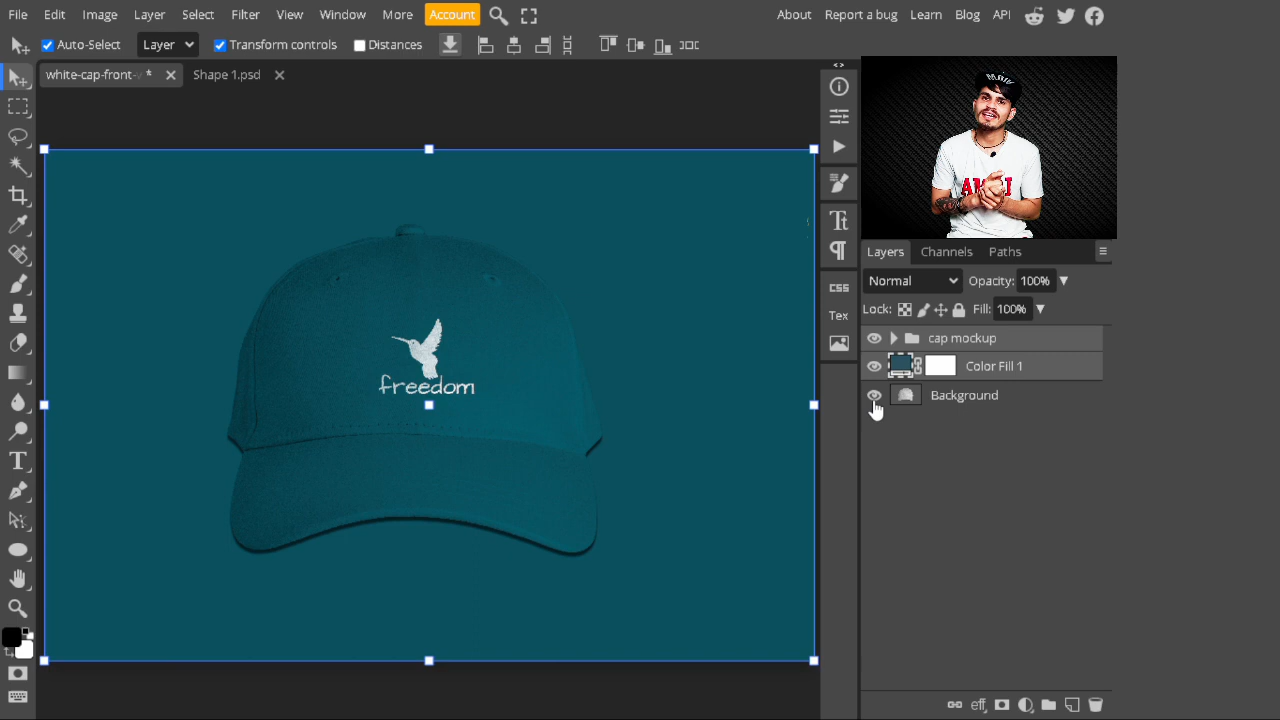 File Edit Image Layer Select Filter View Window More Account About Report a bug Learn Blog API
Auto-Select Layer Transform controls Distances
white-cap-front-v * Shape 1.psd
Layers Channels Paths
Normal Opacity: 100%
css
Lock: Fill: 100%
Tex
cap mockup
Color Fill 1
Background
freedom
T
eff